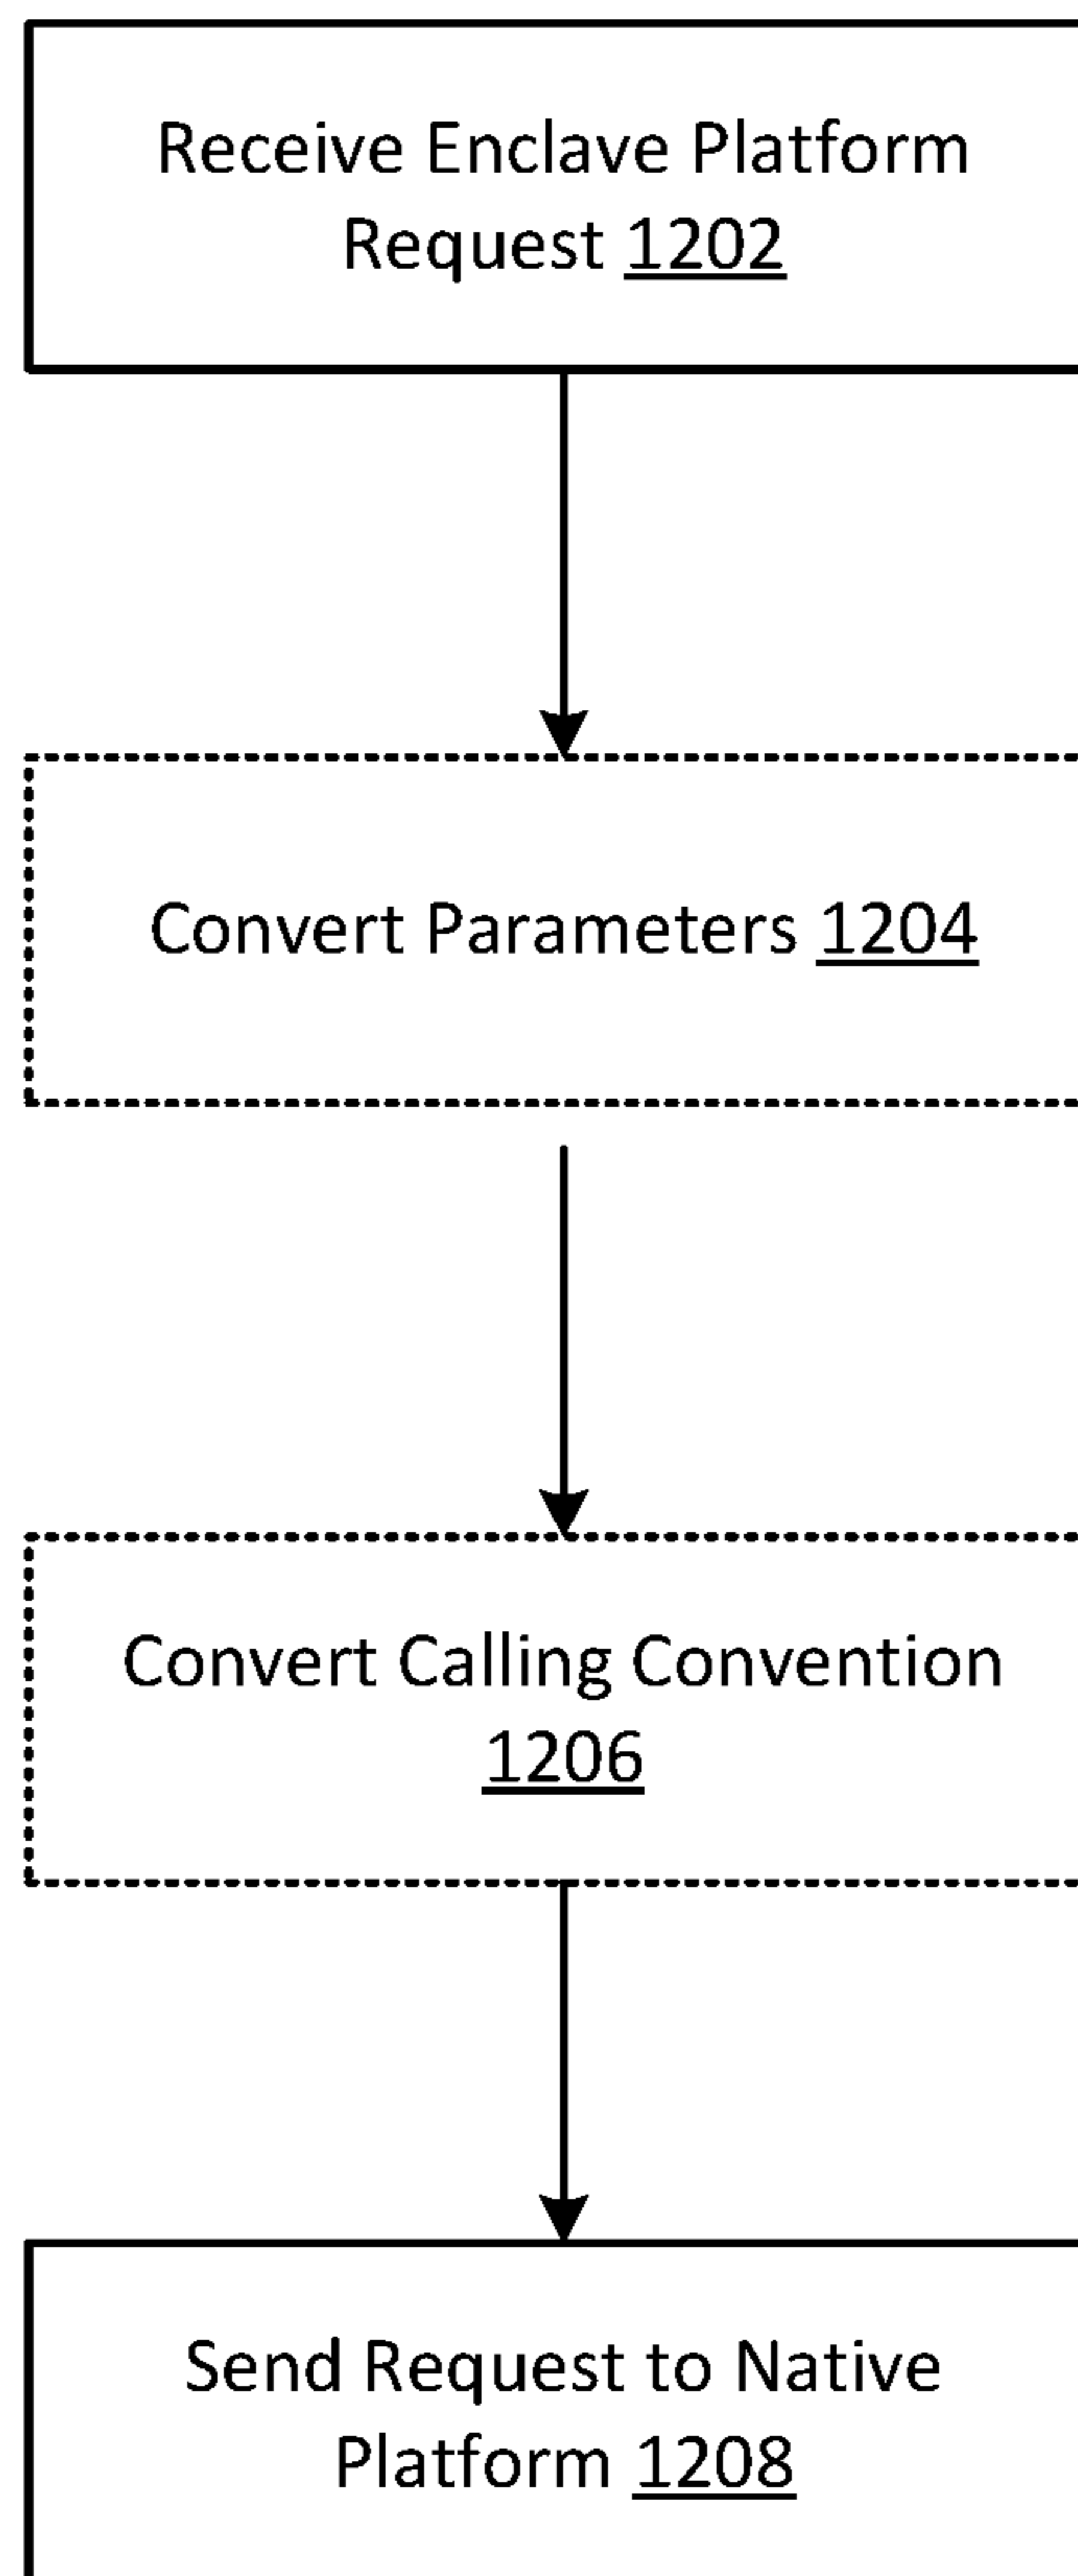 Receive Enclave Platform
Request 1202
Convert Parameters 1204
Convert Calling Convention
1206
Send Request to Native
Platform 1208